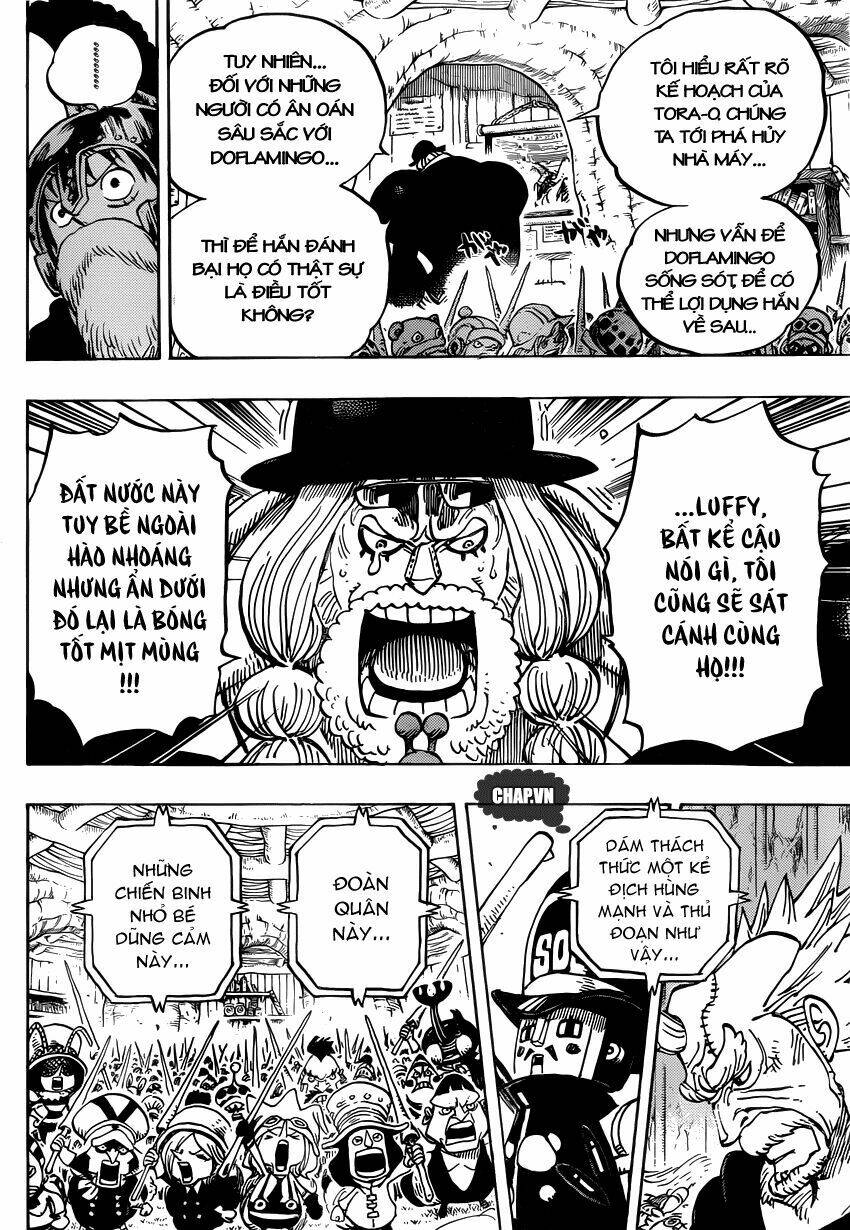 TÔI HIỂU RẤT RÕ
KẾ HOẠCH CỦA
TORA-O, CHÚNG
TA TỚI PHÁ HỦY
NHÀ MÁY...
NHƯNG VẪN ĐỂ
DOFLAMINGO
SỐNG SÓT, ĐỂ CÓ
THỂ LỢI DỤNG HẮN
VỀ SAU..
TUY NHIÊN...
ĐỐI VỚI NHỮNG
NGƯỜI CÓ ÂN OÁN
SÂU SẮC VỚI
DOFLAMINGO...
THÌ ĐỂ HẮN ĐÁNH
BẠI HỌ CÓ THẬT SỰ
LÀ ĐIỀU TỐT
KHÔNG?
.........
...LUFFY,
BẤT KỂ CẬU
NÓI GÌ, TÔI
CŨNG SẼ SÁT
CÁNH CÙNG
HỌ!!!
ĐẤT NƯỚC NÀY
TUY BỀ NGOÀI
HÀO NHOÁNG
NHƯNG ẨN DƯỚI
ĐÓ LẠI LÀ BÓNG
TỐT MỊT MÙNG
!!!
CHAP.VN
DÁM THÁCH
THỨC MỘT KẺ
ĐỊCH HÙNG
MẠNH VÀ THỦ
ĐOẠN NHƯ
VẬY...
SO
ĐOÀN
QUÂN NÀY...
NHỮNG
CHIẾN BINH
NHỎ BÉ
DŨNG CẢM
NÀY...